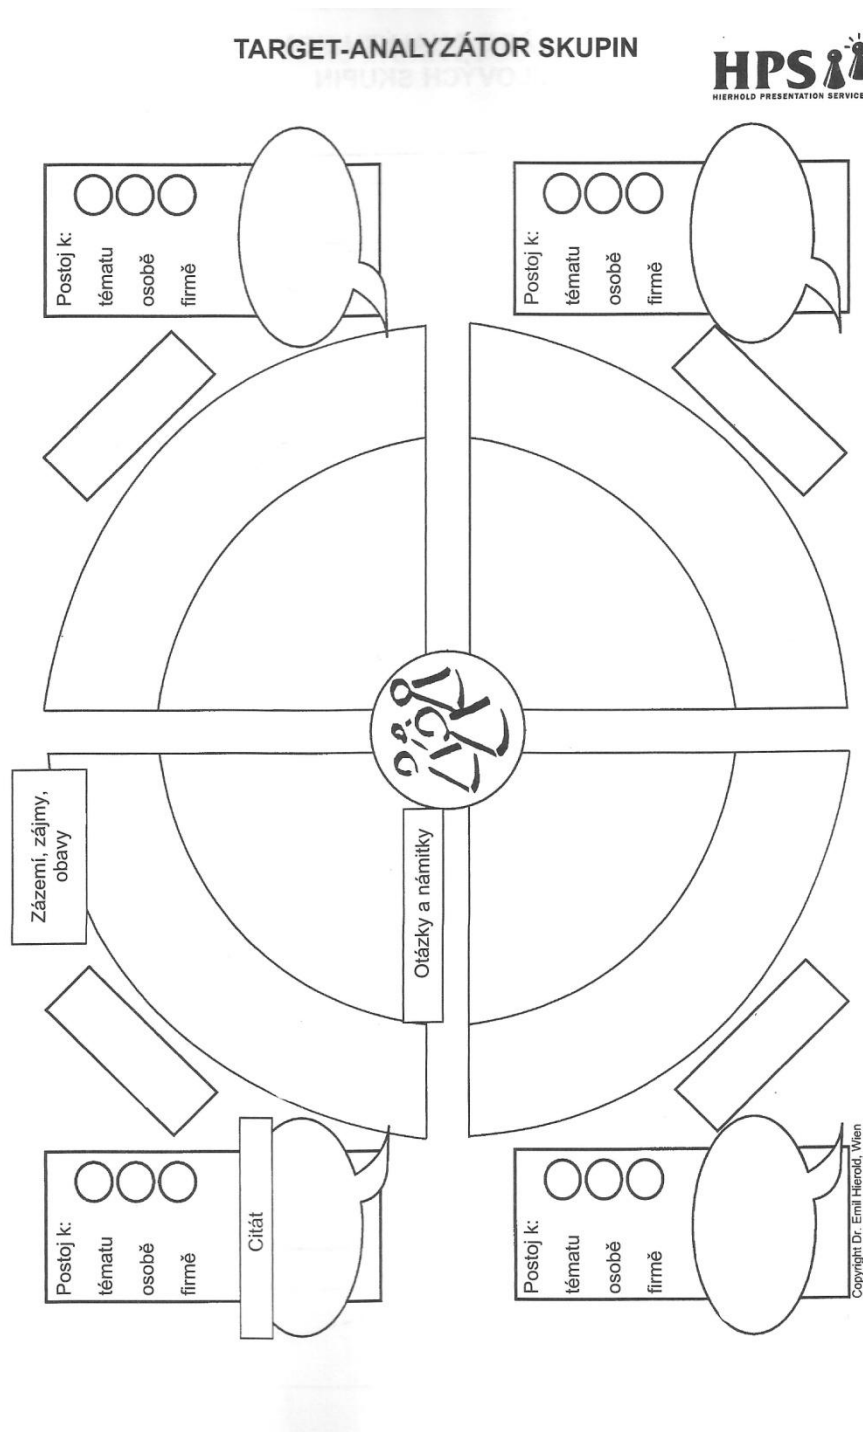 TARGET-ANALYZÁTOR SKUPIN
HPS
HIERHOLD PRESENTATION SERVICE
Postoj k:
tématu
osobě
firmě
Postoj k:
tématu
osobě
firmě
Zázemí, zájmy,
obavy
Otázky a námitky
Postoj k:
tématu
osobě
firmě
Citát
Postoj k:
tématu
osobě
firmě
Copyright Dr. Emil Hierold, Wien